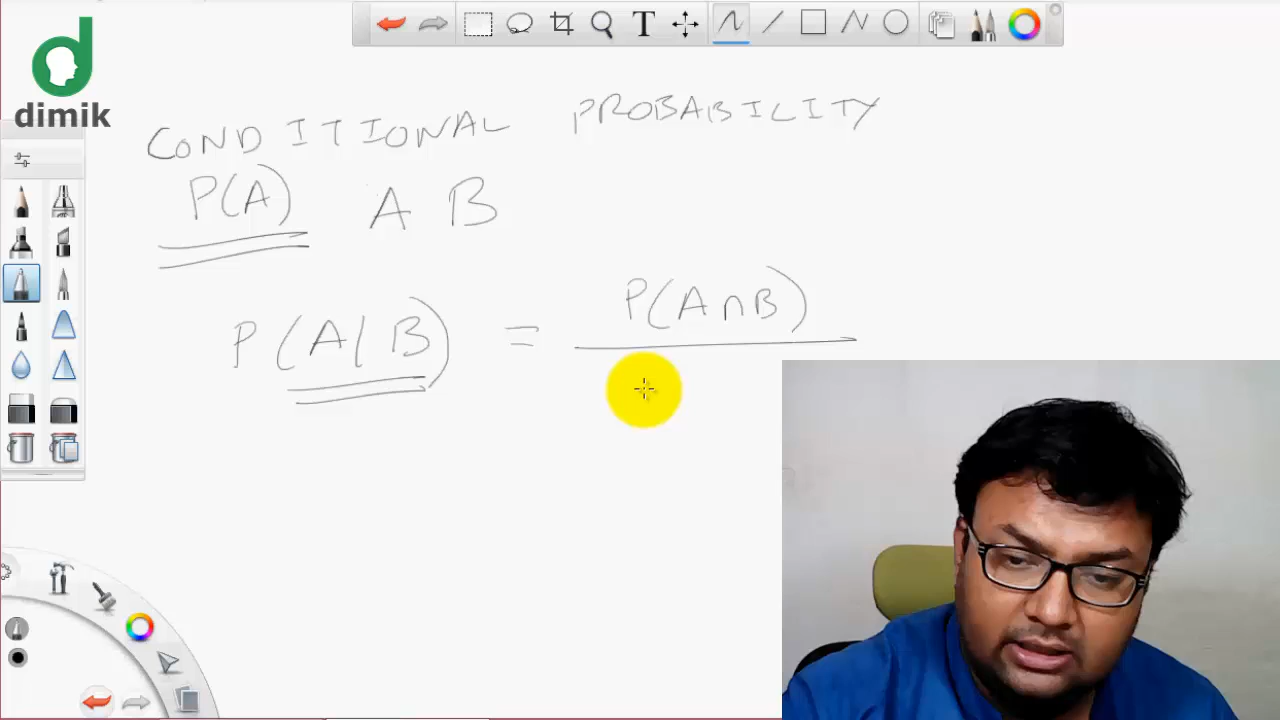 dimik
CONDITIONAL PROBABILITY
P(A) A B
P(A|B) = P(A∩B)